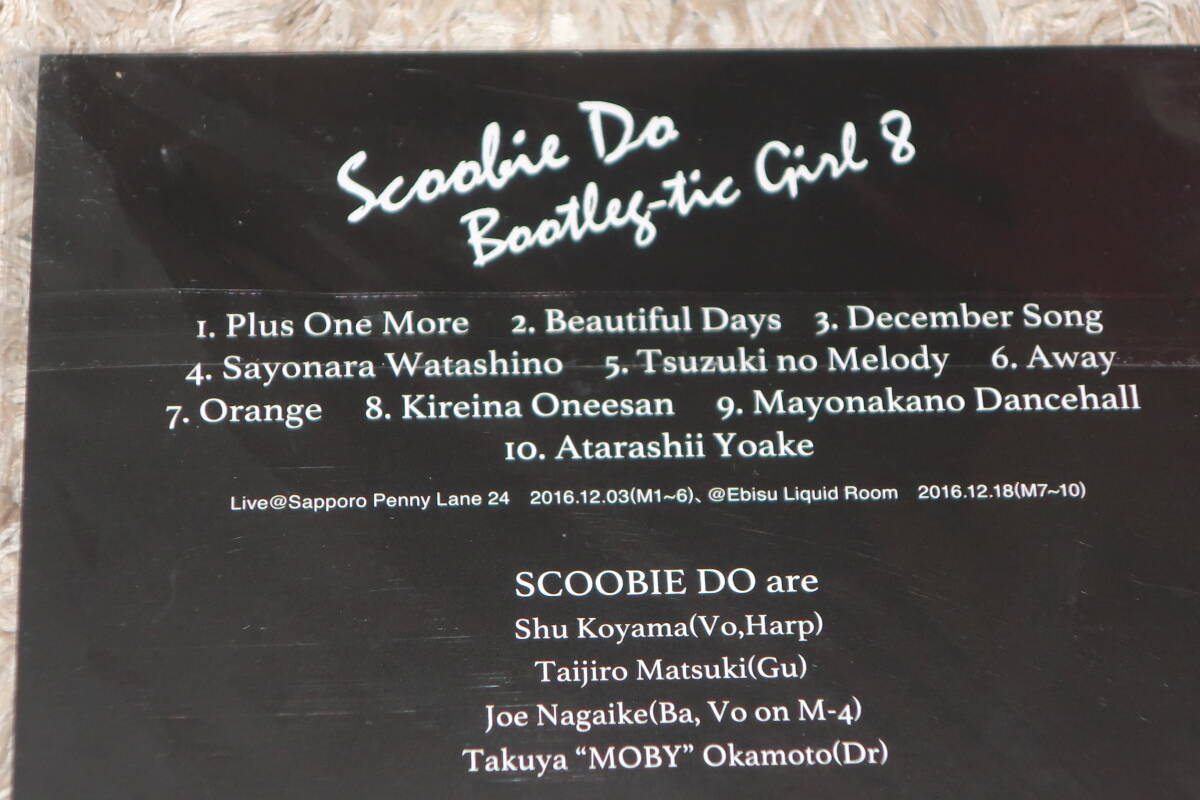 Scoobie Do
Bootleg-tic Girl 8
1. Plus One More 2. Beautiful Days 3. December Song
4. Sayonara Watashino 5. Tsuzuki no Melody 6. Away
7. Orange 8. Kireina Oneesan 9. Mayonakano Dancehall
10. Atarashii Yoake
Live@Sapporo Penny Lane 24 2016.12.03(M1~6)、@Ebisu Liquid Room 2016.12.18(M7~10)
SCOOBIE DO are
Shu Koyama(Vo,Harp)
Taijiro Matsuki(Gu)
Joe Nagaike(Ba, Vo on M-4)
Takuya “MOBY” Okamoto(Dr)